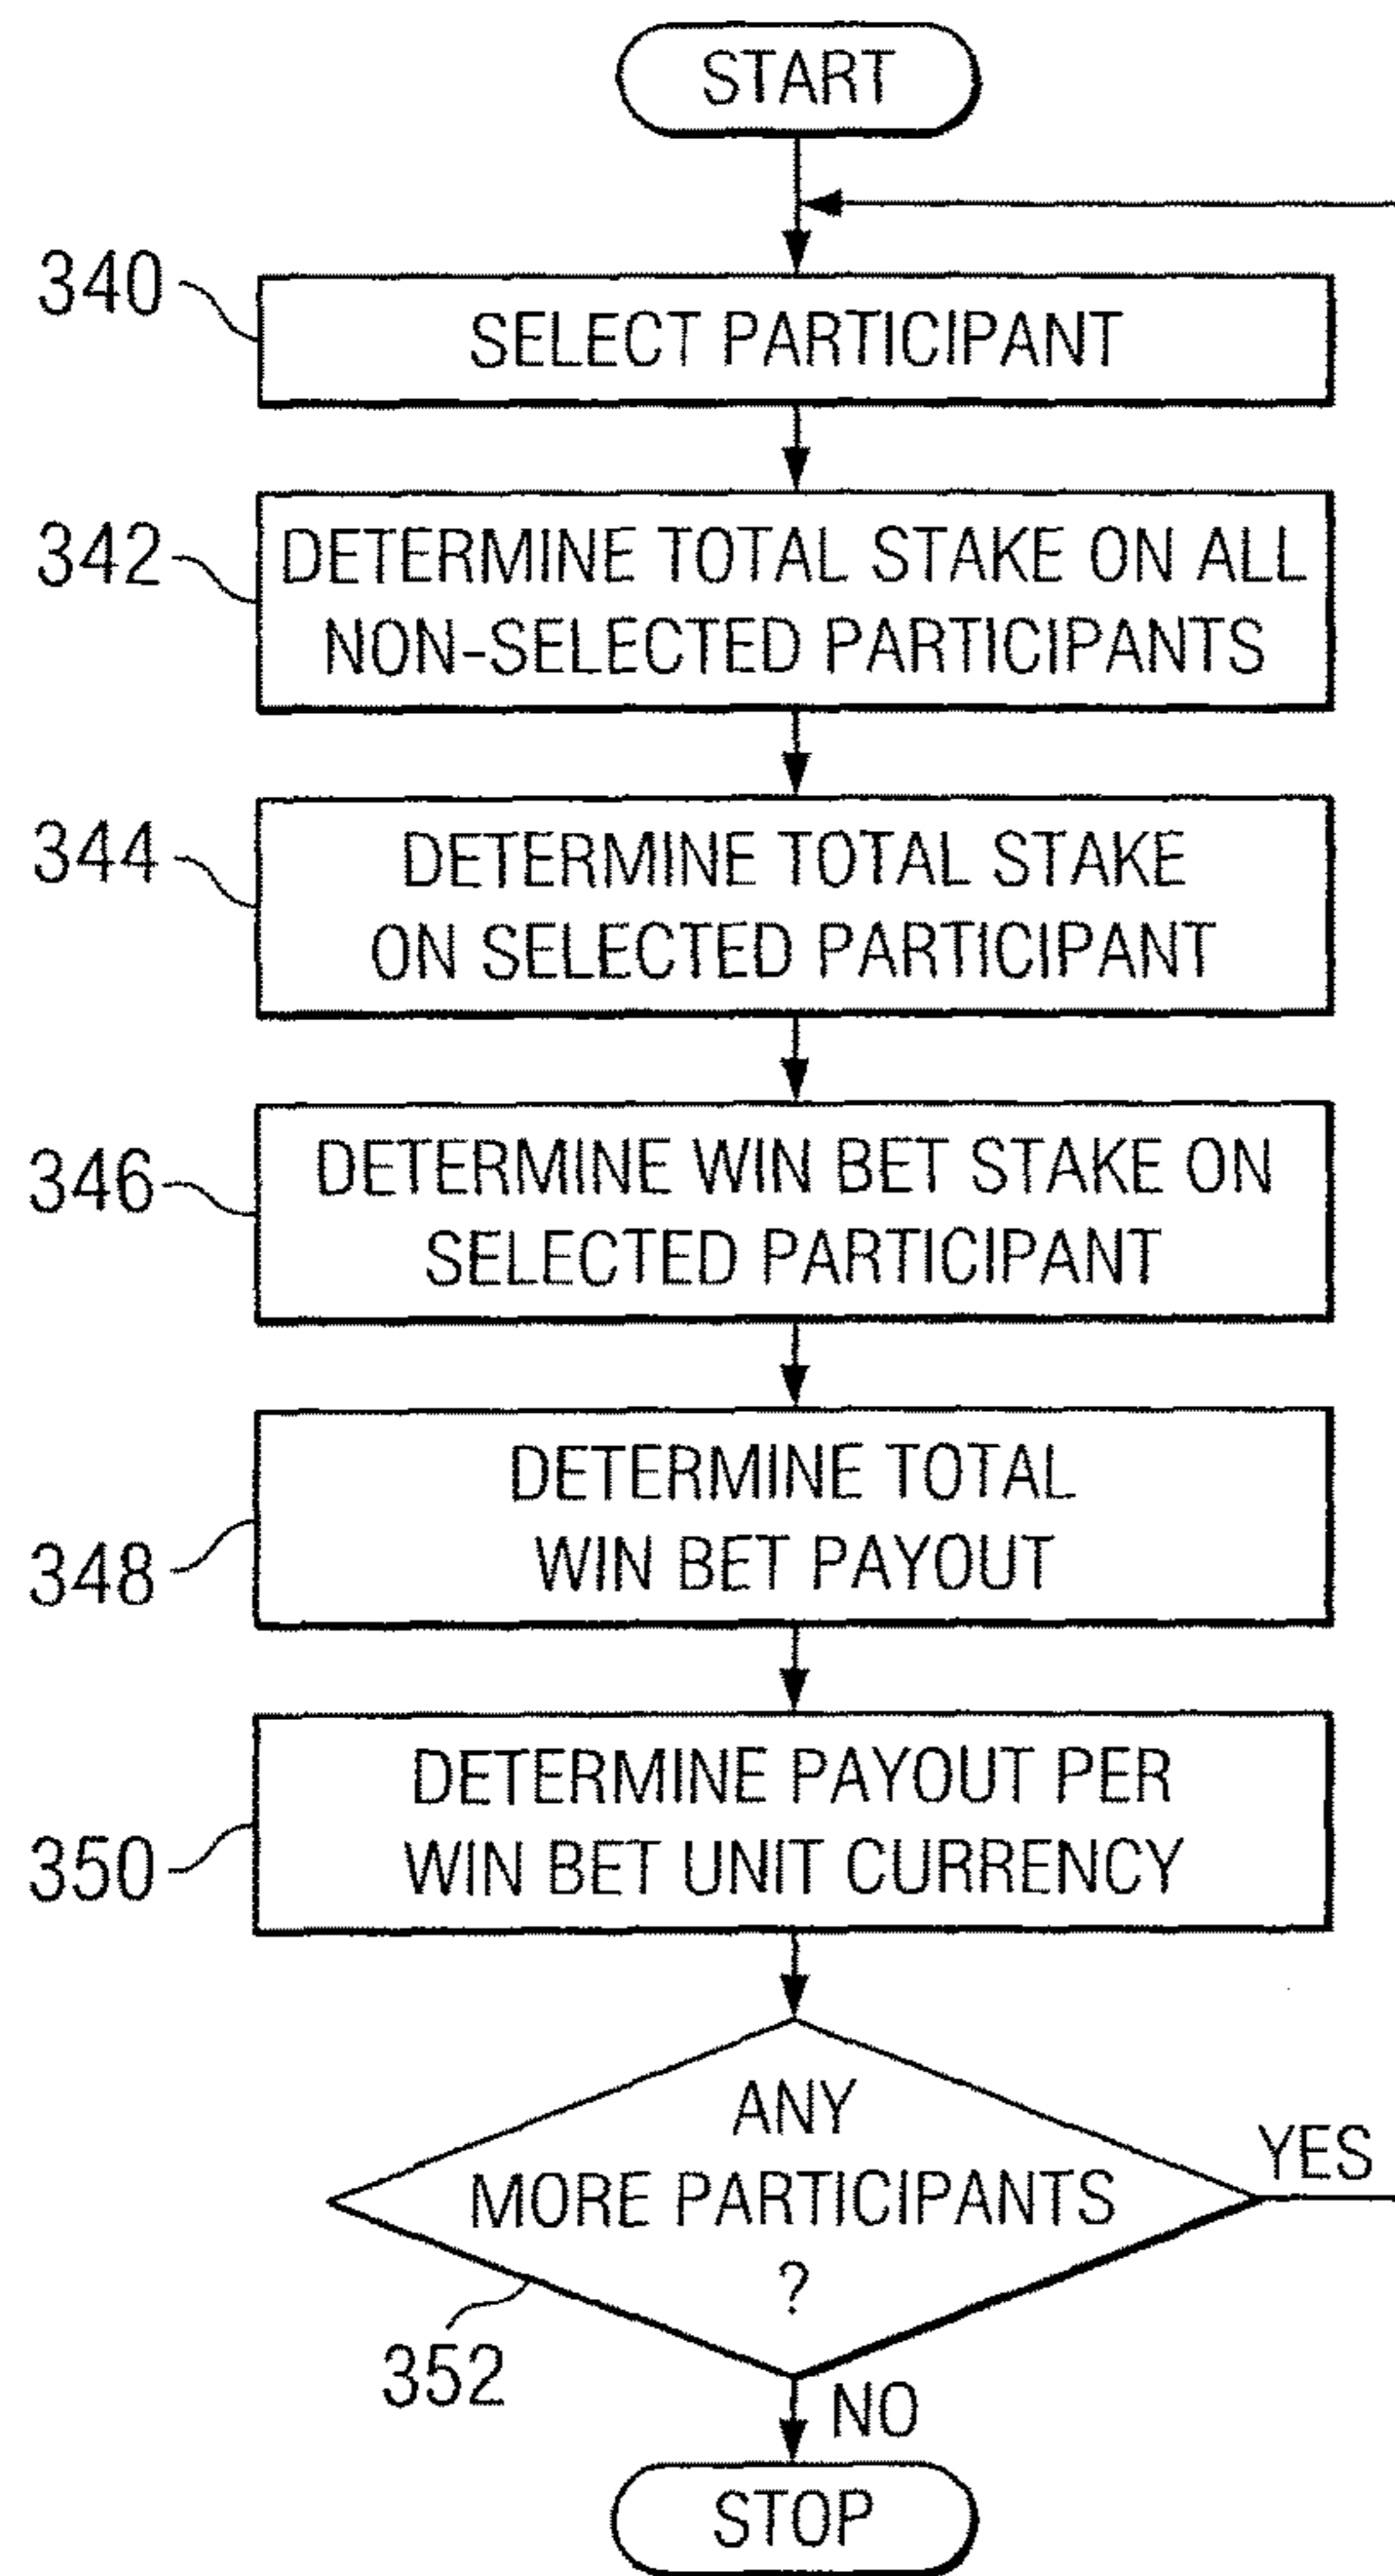 START
340
SELECT PARTICIPANT
342
DETERMINE TOTAL STAKE ON ALL
NON-SELECTED PARTICIPANTS
344
DETERMINE TOTAL STAKE
ON SELECTED PARTICIPANT
346
DETERMINE WIN BET STAKE ON
SELECTED PARTICIPANT
348
DETERMINE TOTAL
WIN BET PAYOUT
350
DETERMINE PAYOUT PER
WIN BET UNIT CURRENCY
ANY
MORE PARTICIPANTS
?
YES
352
NO
STOP